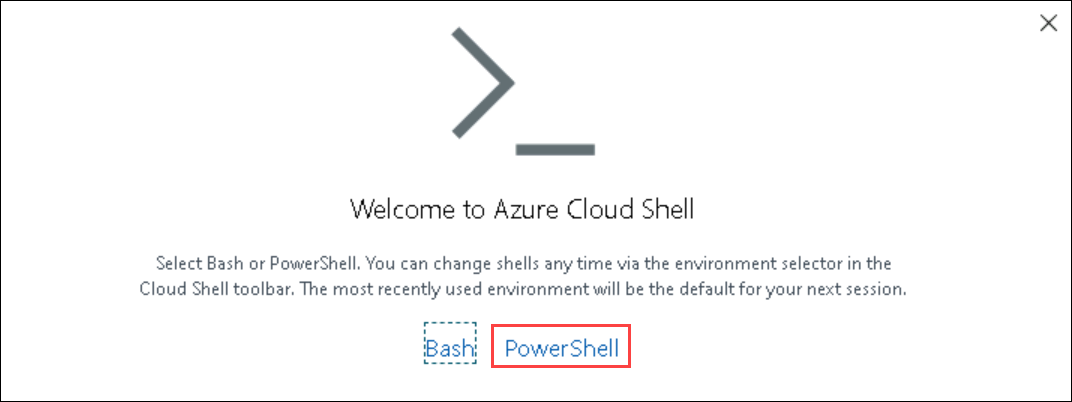 Welcome to Azure Cloud Shell
Select Bash or PowerShell. You can change shells any time via the environment selector in the
Cloud Shell toolbar. The most recently used environment will be the default for your next session.
Bash PowerShell